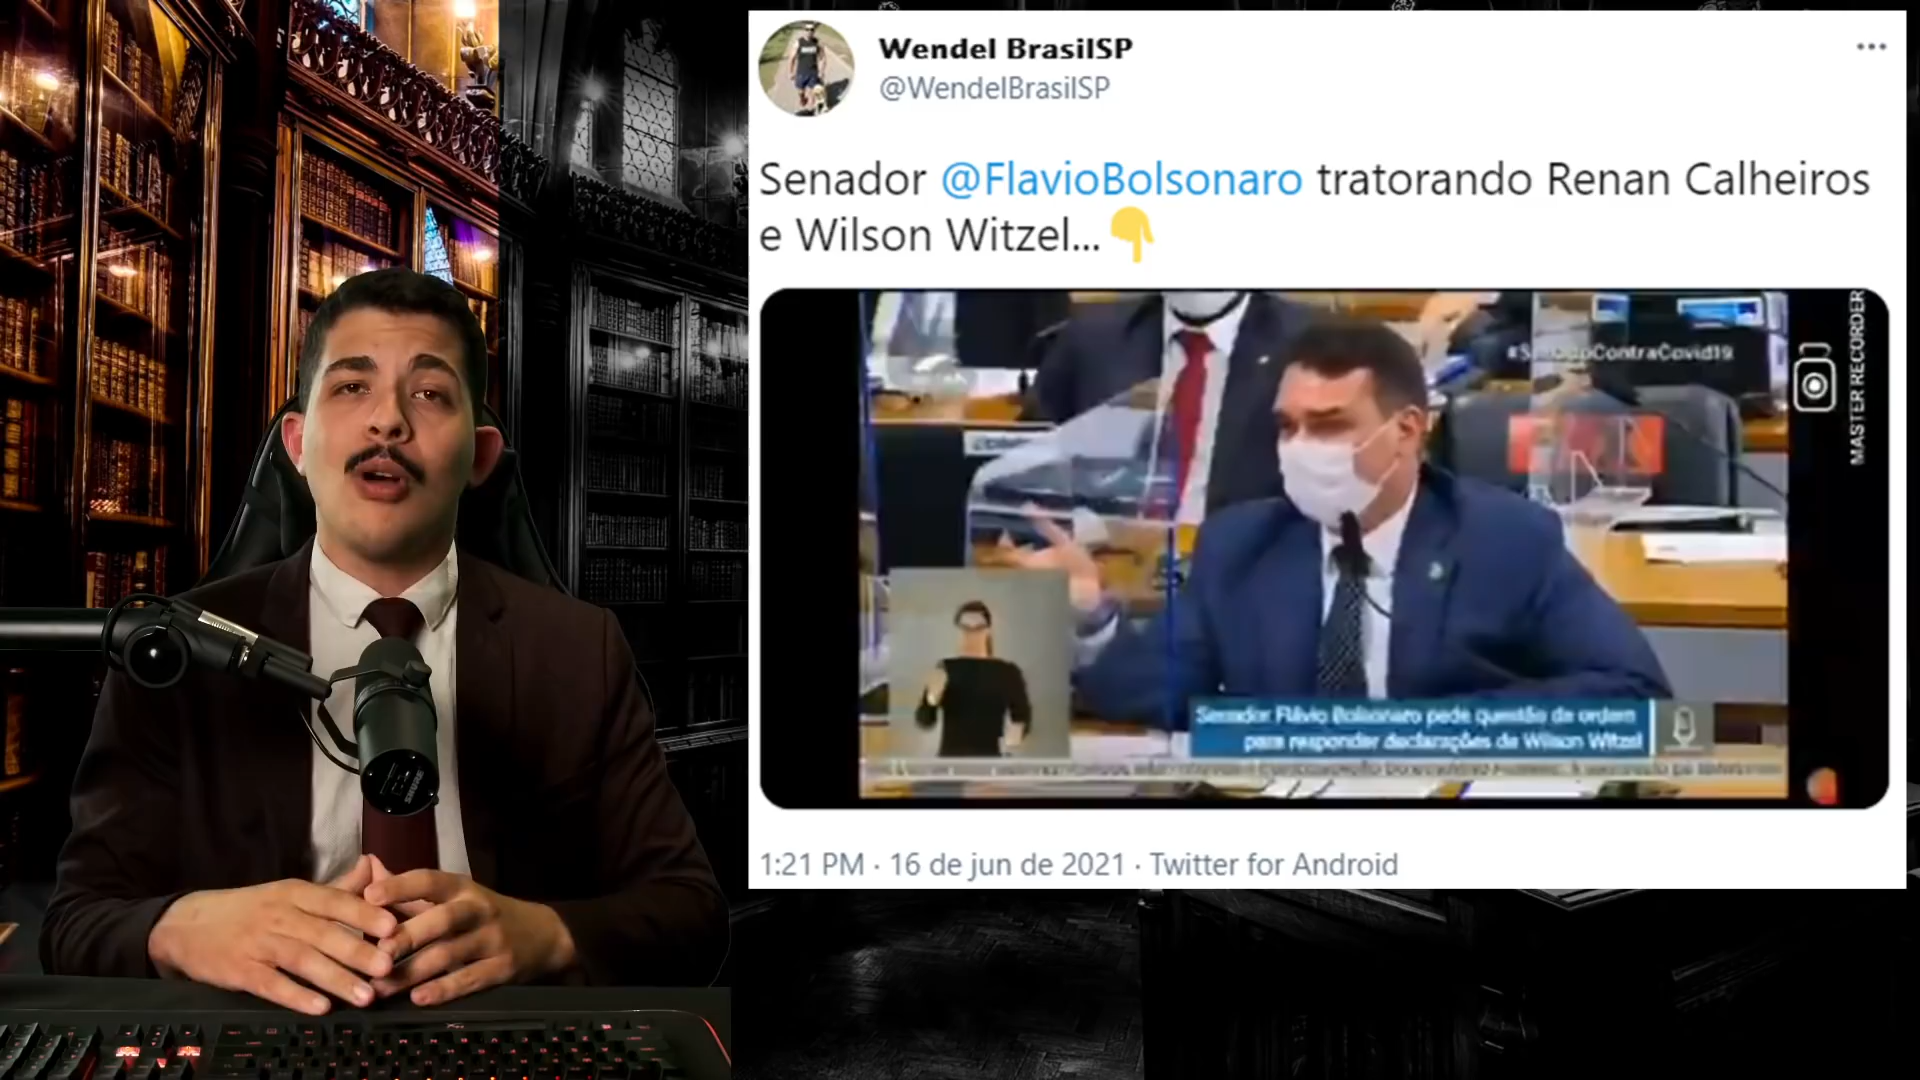 Wendel BrasilSP
@WendelBrasilSP
Senador @FlavioBolsonaro tratorando Renan Calheiros
e Wilson Witzel...
#SenadoContraCovid19
MASTER RECORDER
Senador Flávio Bolsonaro pede questão de ordem
para responder declarações de Wilson Witzel
1:21 PM · 16 de jun de 2021 · Twitter for Android
SHURE